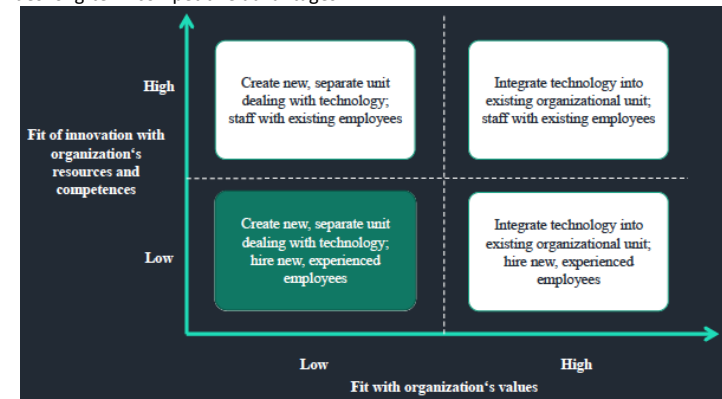 High
Fit of innovation with
organization‘s
resources and
competences
Low
Create new, separate unit
dealing with technology;
staff with existing employees
Integrate technology into
existing organizational unit;
staff with existing employees
Create new, separate unit
dealing with technology;
hire new, experienced
employees
Integrate technology into
existing organizational unit;
hire new, experienced
employees
Low
High
Fit with organization‘s values